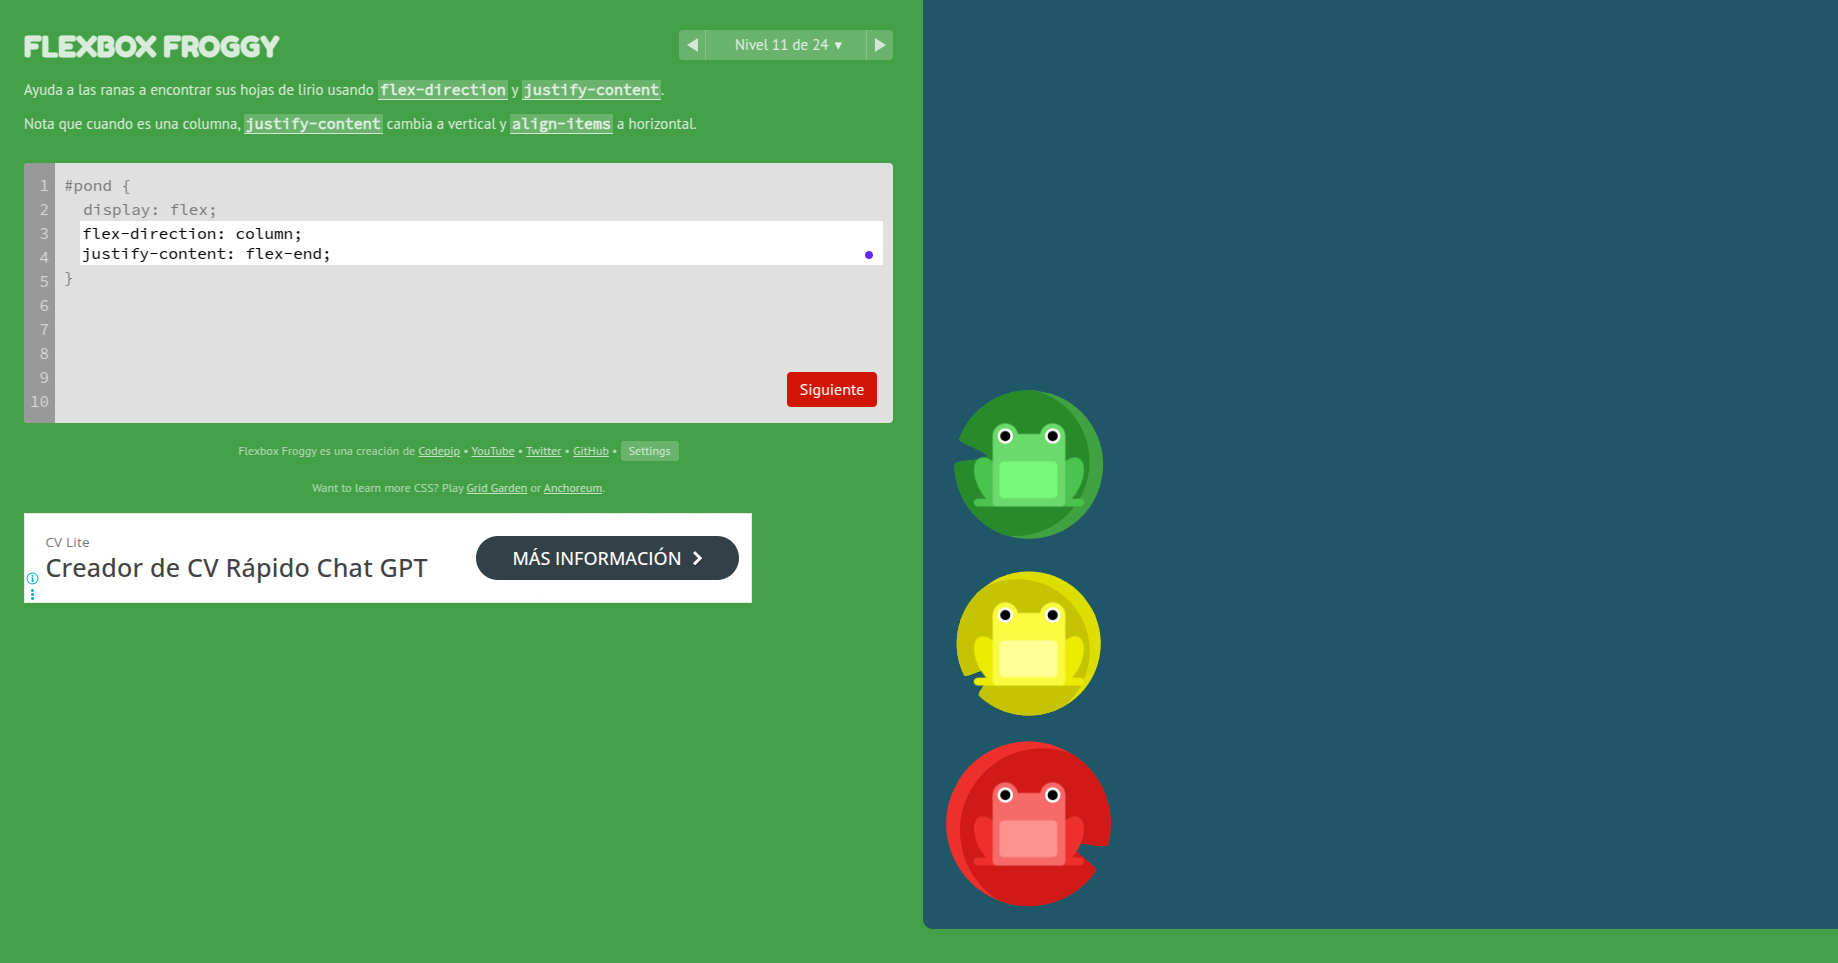 FLEXBOX FROGGY
Nivel 11 de 24 ▼
Ayuda a las ranas a encontrar sus hojas de lirio usando flex-direction y justify-content.
Nota que cuando es una columna, justify-content cambia a vertical y align-items a horizontal.
1 #pond {
2 display: flex;
3 flex-direction: column;
4 justify-content: flex-end;
5 }
6
7
8
9
10
Siguiente
Flexbox Froggy es una creación de Codepip • YouTube • Twitter • GitHub • Settings
Want to learn more CSS? Play Grid Garden or Anchoreum.
CV Lite
Creador de CV Rápido Chat GPT
MÁS INFORMACIÓN